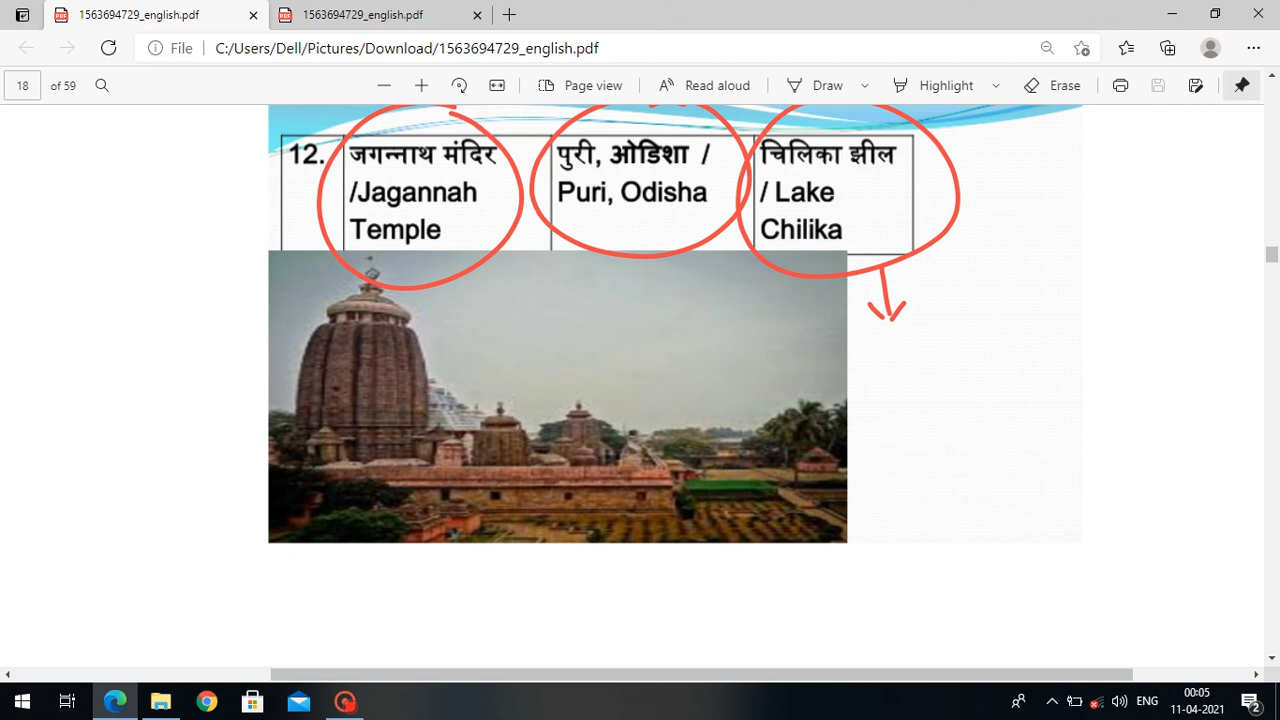 1563694729_english.pdf
1563694729_english.pdf
File
C:/Users/Dell/Pictures/Download/1563694729_english.pdf
18
of 59
Page view
Read aloud
Draw
Highlight
Erase
12.
जगन्नाथ मंदिर
/Jagannah
Temple
पुरी, ओडिशा /
Puri, Odisha
चिलिका झील
/ Lake
Chilika
ENG
00:05
11-04-2021
2